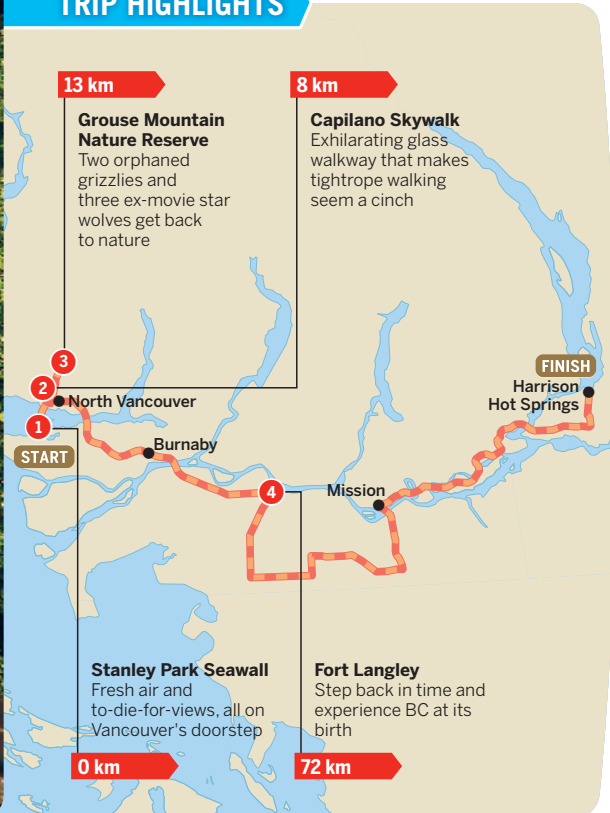 TRIP HIGHLIGHTS
13 km
Grouse Mountain
Nature Reserve
Two orphaned
grizzlies and
three ex-movie star
wolves get back
to nature
8 km
Capilano Skywalk
Exhilarating glass
walkway that makes
tightrope walking
seem a cinch
3
2
North Vancouver
1
START
Burnaby
4
Mission
FINISH
Harrison
Hot Springs
Stanley Park Seawall
Fresh air and
to-die-for-views, all on
Vancouver's doorstep
0 km
Fort Langley
Step back in time and
experience BC at its
birth
72 km